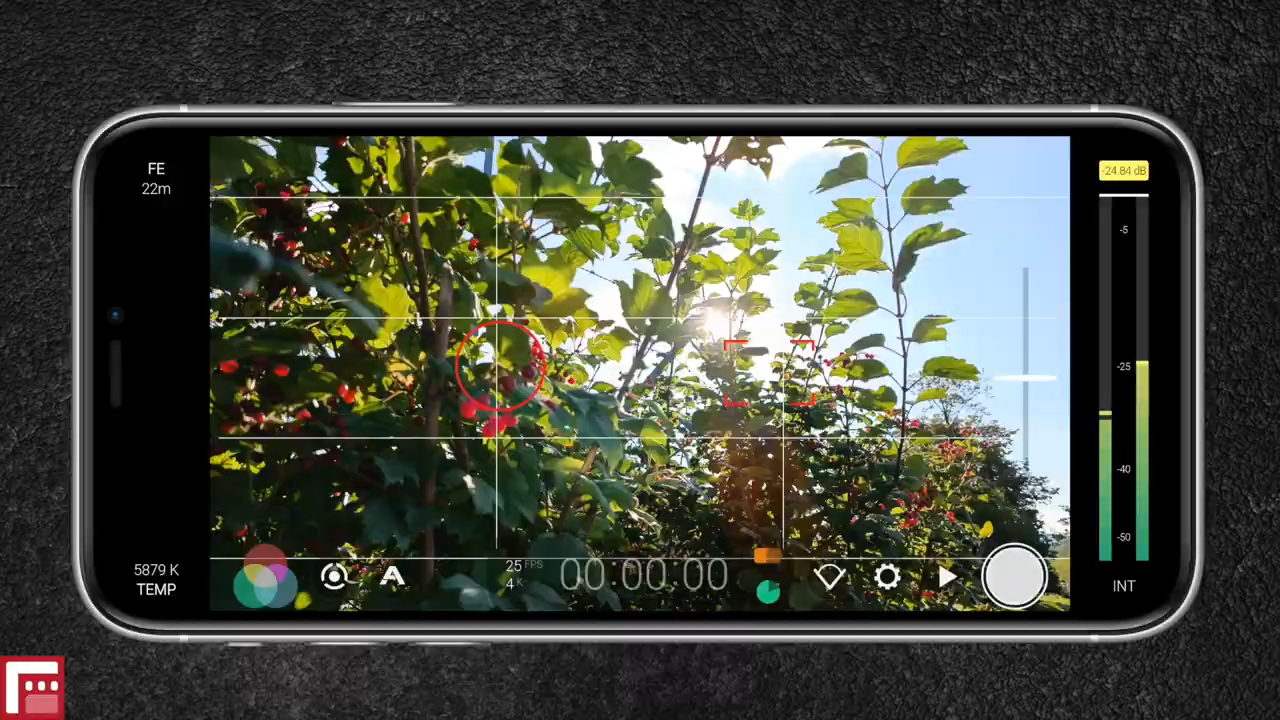 FE
22m
-24.84 dB
-5
-25
-40
-50
INT
5879 K
TEMP
25 FPS
4K
00:00:00
A